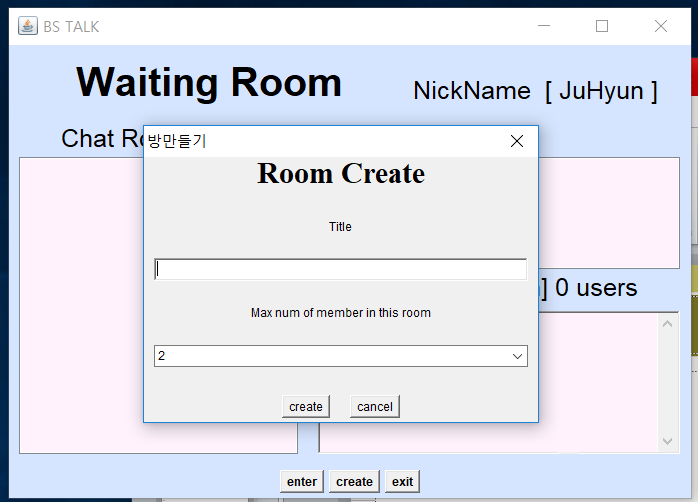 BS TALK
Waiting Room
NickName [ JuHyun ]
Chat Ro
방만들기
Room Create
Title
Max num of member in this room
2
create cancel
] 0 users
enter create exit